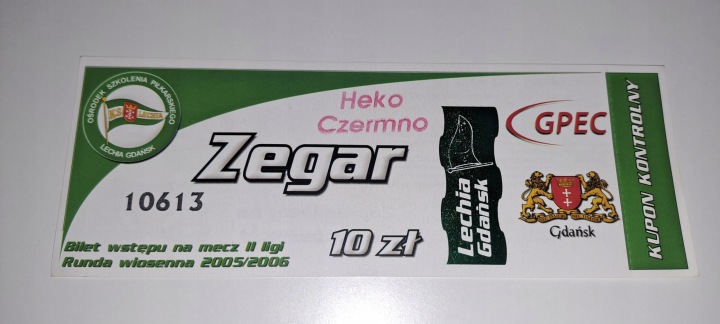 OŚRODEK SZKOLENIA PIŁKARSKIEGO
K.S. LECHIA
LECHIA GDAŃSK
Heko
Czermno
Zegar
10613
Bilet wstępu na mecz II ligi
Runda wiosenna 2005/2006
10 zł
Lechia
Gdańsk
GPEC
Gdańsk
KUPON KONTROLNY